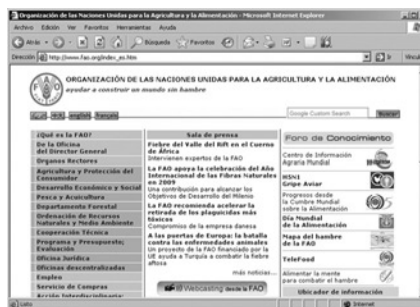 Organización de las Naciones Unidas para la Agricultura y la Alimentación - Microsoft Internet Explorer
Archivo Edición Ver Favoritos Herramientas Ayuda
Atrás Búsqueda Favoritos
Dirección http://www.fao.org/index_es.htm Ir
ORGANIZACIÓN DE LAS NACIONES UNIDAS PARA LA AGRICULTURA Y LA ALIMENTACIÓN
ayudar a construir un mundo sin hambre
english français
Google Custom Search Buscar
¿Qué es la FAO?
De la Oficina
del Director General
Organos Rectores
Agricultura y Protección del
Consumidor
Desarrollo Económico y Social
Pesca y Acuicultura
Departamento Forestal
Ordenación de Recursos
Naturales y Medio Ambiente
Cooperación Técnica
Programa y Presupuesto;
Evaluación
Oficina Jurídica
Oficinas descentralizadas
Empleo
Servicio de Compras
Acción Interdisciplinaria:
Sala de prensa
Fiebre del Valle del Rift en el Cuerno
de África
Intervienen expertos de la FAO
La FAO apoya la celebración del Año
Internacional de las Fibras Naturales
en 2009
Una contribución para alcanzar los
Objetivos de Desarrollo del Milenio
La FAO recomienda acelerar la
retirada de los plaguicidas más
tóxicos
Compromiso de la empresa danesa
A las puertas de Europa: la batalla
contra las enfermedades animales
Un proyecto de la FAO financiado por la
UE ayuda a Turquía a combatir la fiebre
aftosa
más noticias...
Webcasting desde la FAO
Foro de Conocimiento
Centro de Información
Agraria Mundial
H5N1
Gripe Aviar
Progresos desde
la Cumbre Mundial
sobre la Alimentación
Día Mundial
de la Alimentación
Mapa del hambre
de la FAO
TeleFood
Alimentar la mente
para combatir el hambre
Ubicador de información
Listo
Internet